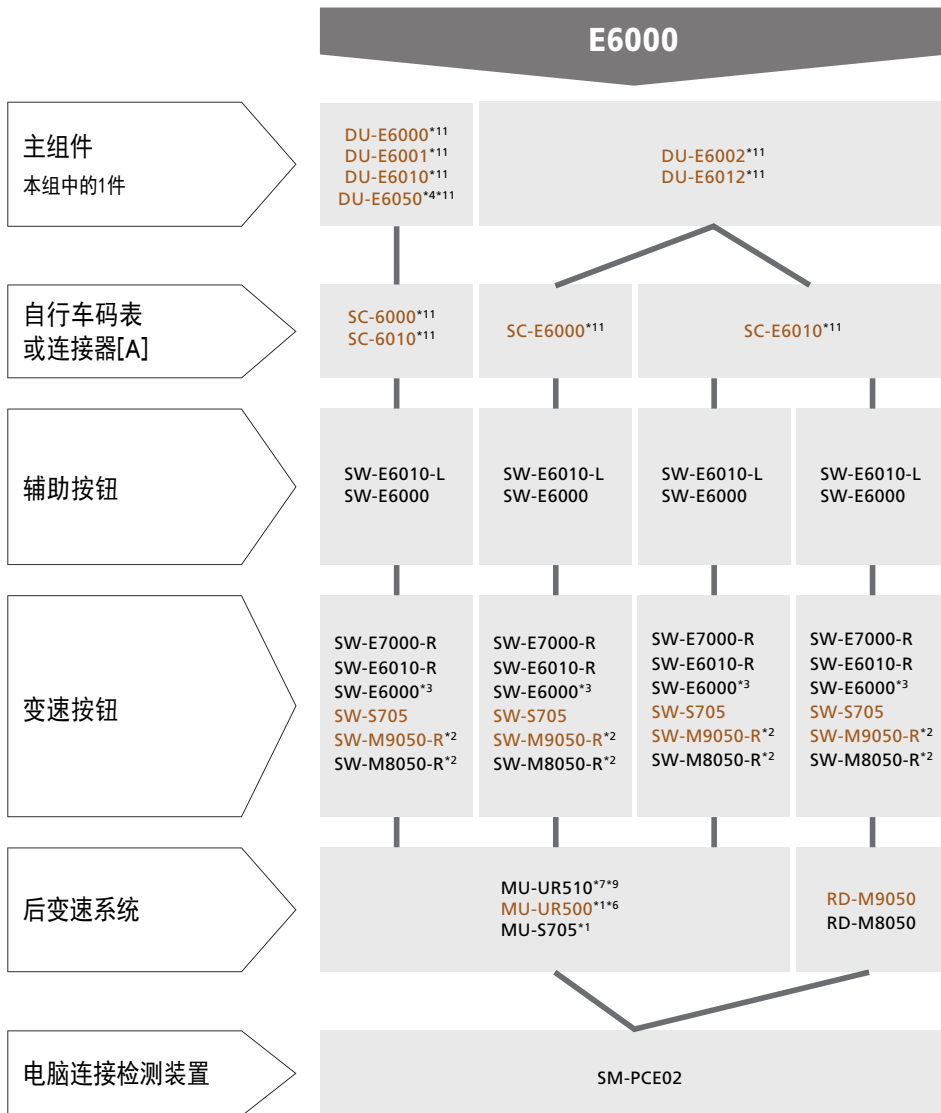 E6000
主组件
本组中的1件
DU-E6000*11
DU-E6001*11
DU-E6010*11
DU-E6050*4*11
DU-E6002*11
DU-E6012*11
自行车码表
或连接器[A]
SC-6000*11
SC-6010*11
SC-E6000*11
SC-E6010*11
辅助按钮
SW-E6010-L
SW-E6000
SW-E6010-L
SW-E6000
SW-E6010-L
SW-E6000
SW-E6010-L
SW-E6000
变速按钮
SW-E7000-R
SW-E6010-R
SW-E6000*3
SW-S705
SW-M9050-R*2
SW-M8050-R*2
SW-E7000-R
SW-E6010-R
SW-E6000*3
SW-S705
SW-M9050-R*2
SW-M8050-R*2
SW-E7000-R
SW-E6010-R
SW-E6000*3
SW-S705
SW-M9050-R*2
SW-M8050-R*2
SW-E7000-R
SW-E6010-R
SW-E6000*3
SW-S705
SW-M9050-R*2
SW-M8050-R*2
后变速系统
MU-UR510*7*9
MU-UR500*1*6
MU-S705*1
RD-M9050
RD-M8050
电脑连接检测装置
SM-PCE02